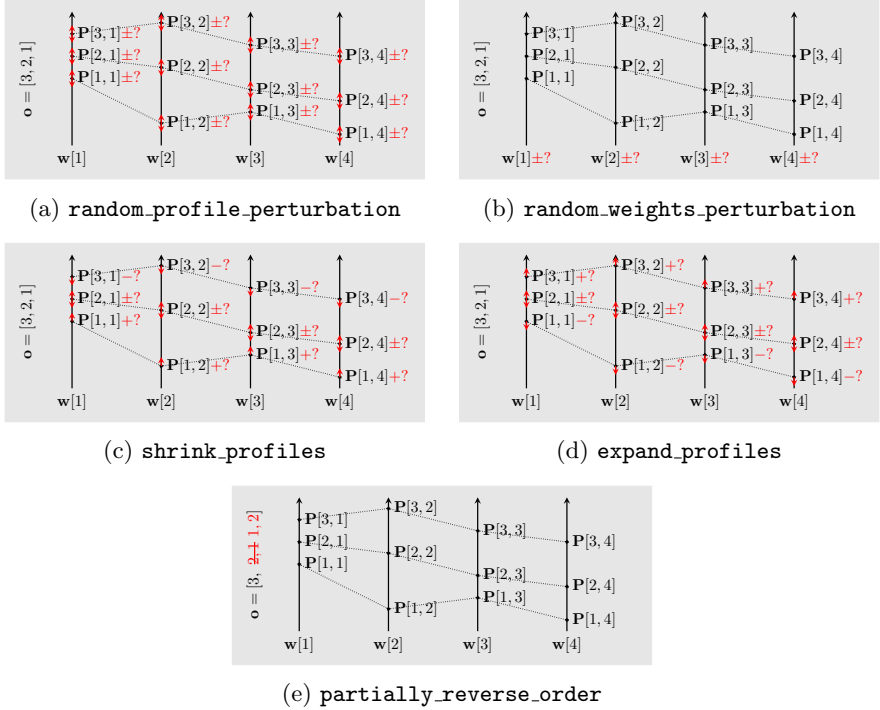 o = [3, 2, 1]
P[3, 1]±?
P[3, 2]±?
P[3, 3]±?
P[3, 4]±?
P[2, 1]±?
P[2, 2]±?
P[2, 3]±?
P[2, 4]±?
P[1, 1]±?
P[1, 2]±?
P[1, 3]±?
P[1, 4]±?
w[1]
w[2]
w[3]
w[4]
(a) random_profile_perturbation
o = [3, 2, 1]
P[3, 1]
P[3, 2]
P[3, 3]
P[3, 4]
P[2, 1]
P[2, 2]
P[2, 3]
P[2, 4]
P[1, 1]
P[1, 2]
P[1, 3]
P[1, 4]
w[1]±?
w[2]±?
w[3]±?
w[4]±?
(b) random_weights_perturbation
o = [3, 2, 1]
P[3, 1]−?
P[3, 2]−?
P[3, 3]−?
P[3, 4]−?
P[2, 1]±?
P[2, 2]±?
P[2, 3]±?
P[2, 4]±?
P[1, 1]+?
P[1, 2]+?
P[1, 3]+?
P[1, 4]+?
w[1]
w[2]
w[3]
w[4]
(c) shrink_profiles
o = [3, 2, 1]
P[3, 1]+?
P[3, 2]+?
P[3, 3]+?
P[3, 4]+?
P[2, 1]±?
P[2, 2]±?
P[2, 3]±?
P[2, 4]±?
P[1, 1]−?
P[1, 2]−?
P[1, 3]−?
P[1, 4]−?
w[1]
w[2]
w[3]
w[4]
(d) expand_profiles
o = [3, 2, 1 1, 2]
P[3, 1]
P[3, 2]
P[3, 3]
P[3, 4]
P[2, 1]
P[2, 2]
P[2, 3]
P[2, 4]
P[1, 1]
P[1, 2]
P[1, 3]
P[1, 4]
w[1]
w[2]
w[3]
w[4]
(e) partially_reverse_order